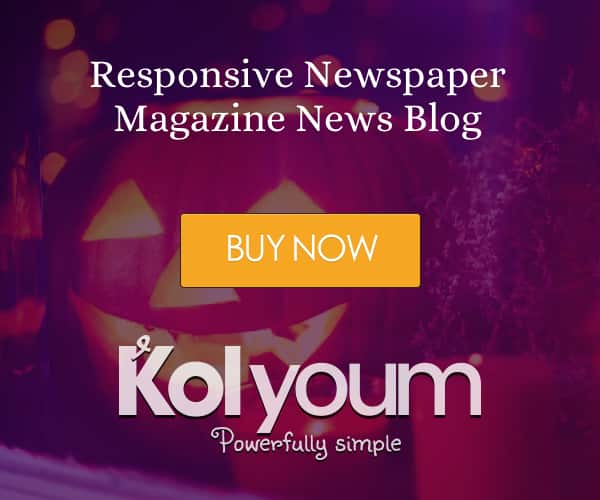 Responsive Newspaper
Magazine News Blog
BUY NOW
Kolyoum
Powerfully simple